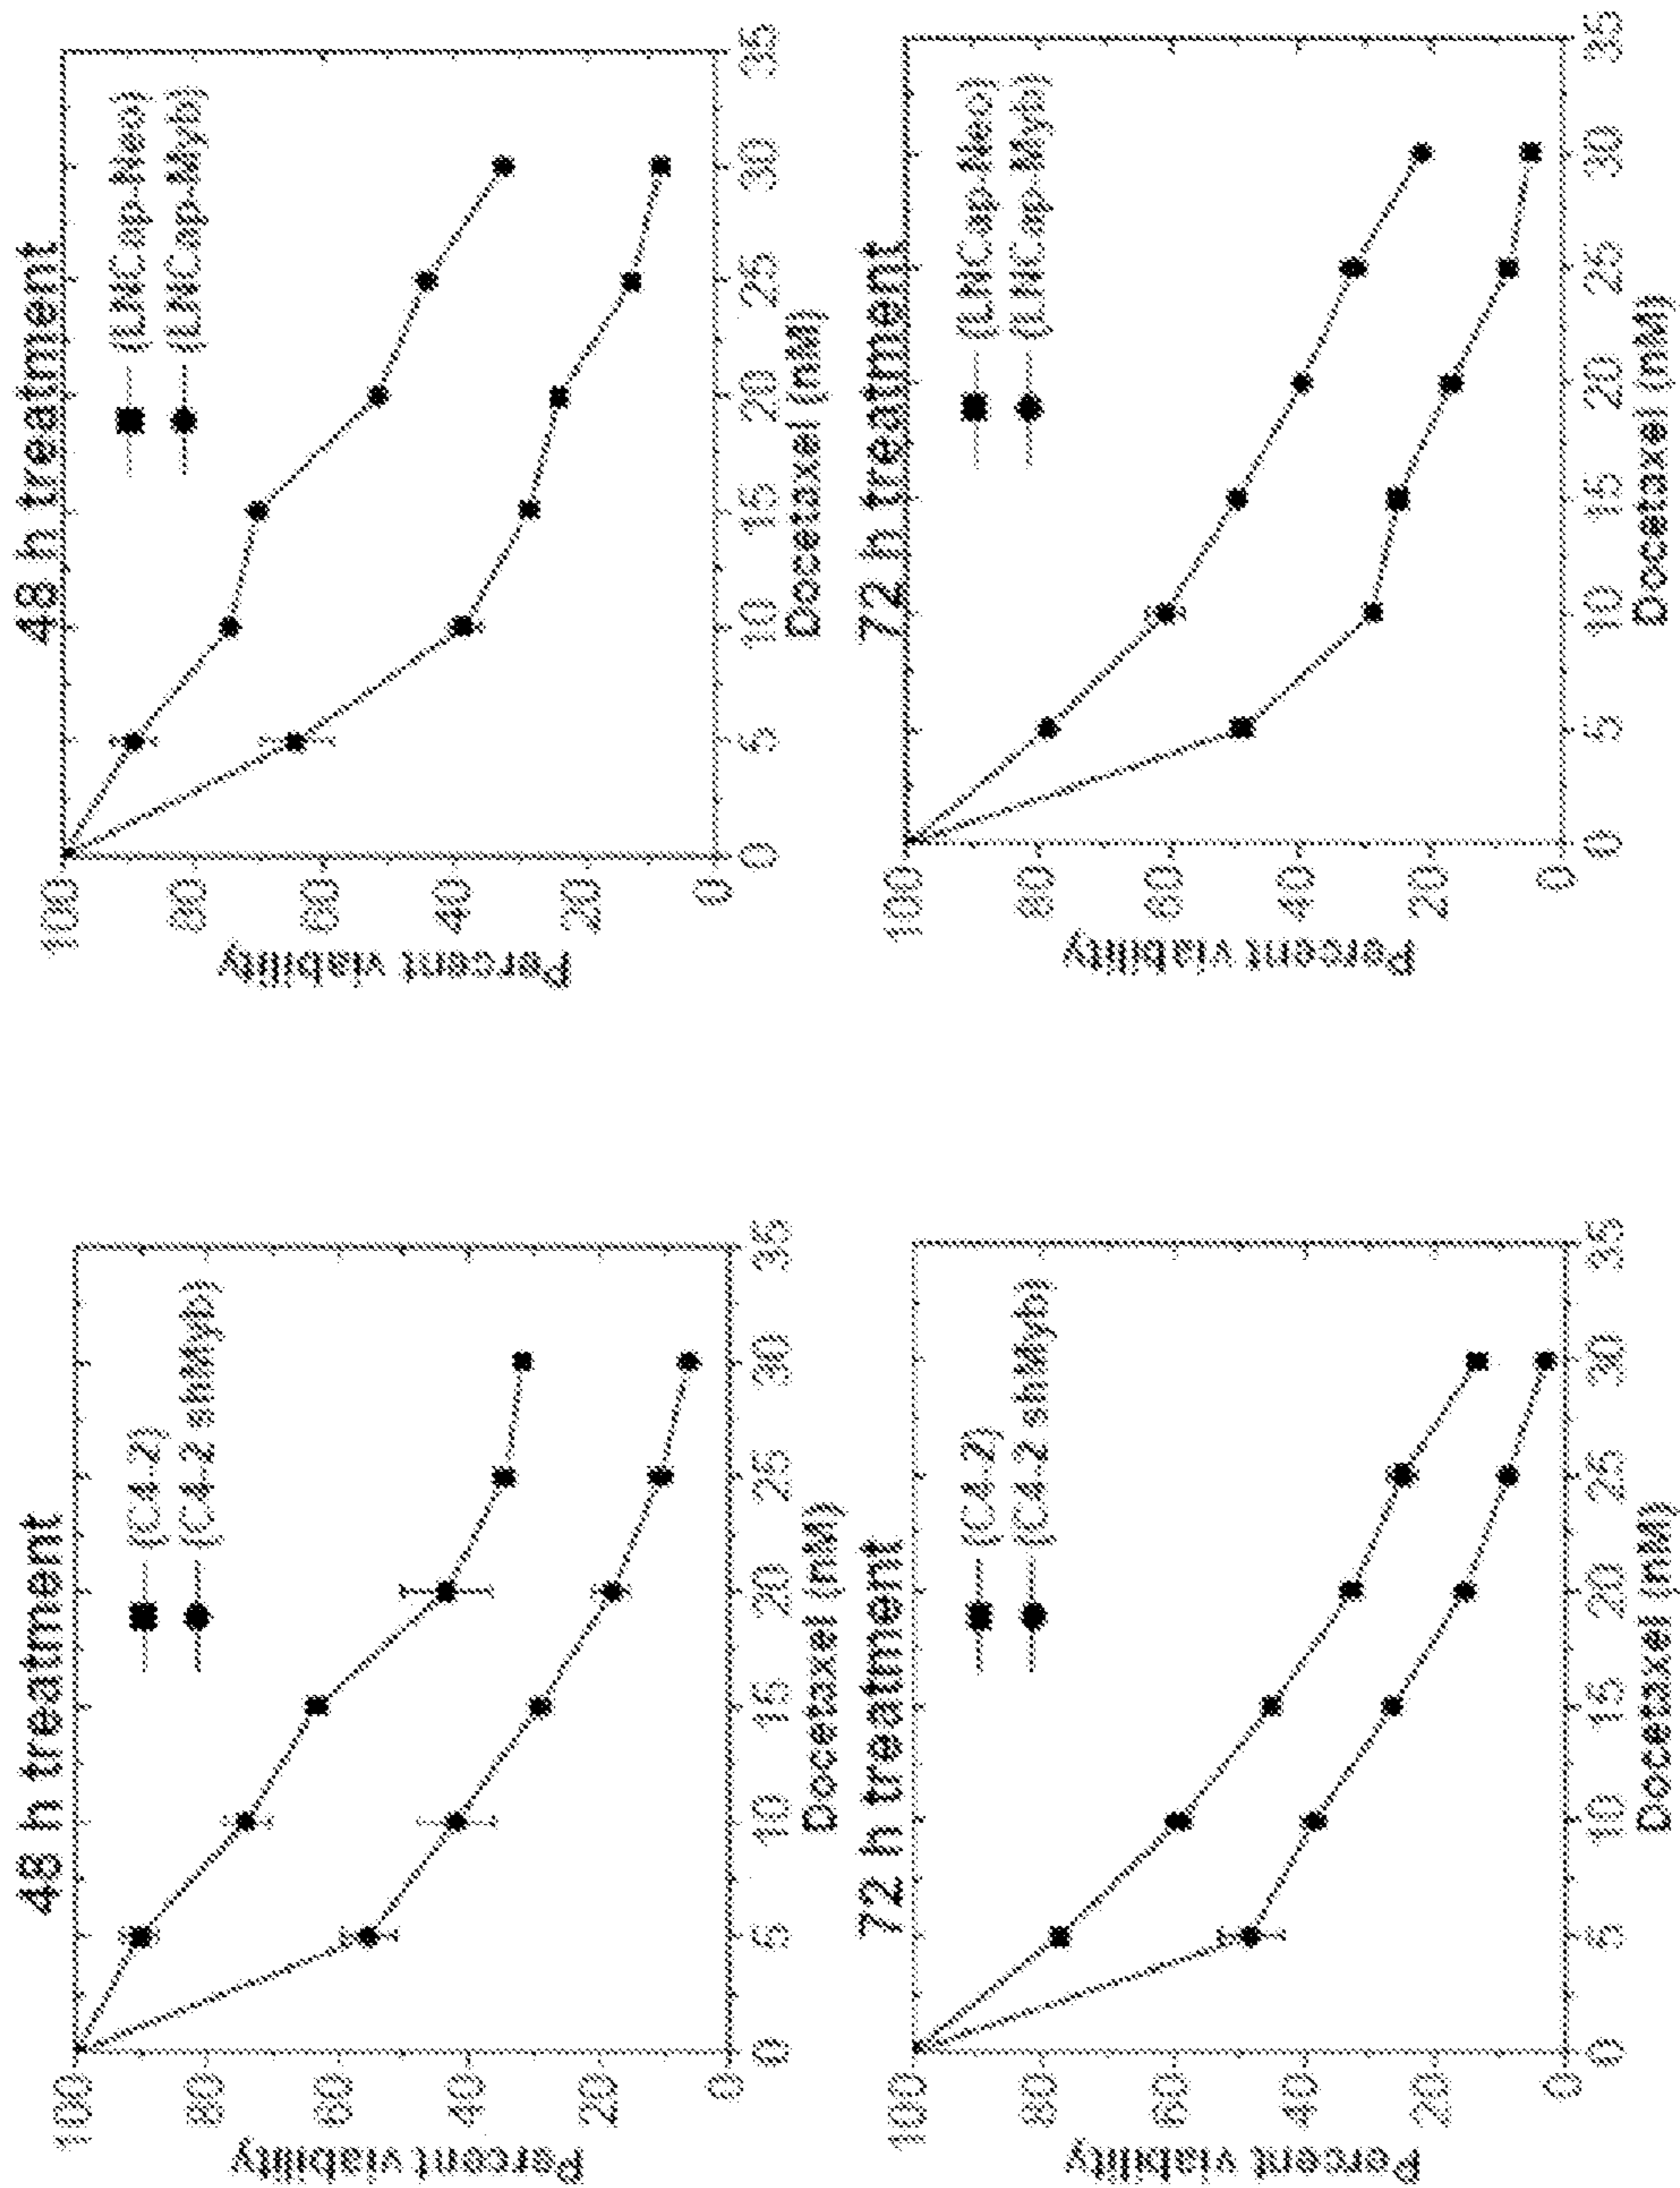 48 h treatment
(C4-2)
(C4-2 shMyb)
Percent viability
100
80
60
40
20
0
0 5 10 15 20 25 30 35
Docetaxel (nM)
48 h treatment
(LNCap-Neo)
(LNCap-Myb)
Percent viability
100
80
60
40
20
0
0 5 10 15 20 25 30 35
Docetaxel (nM)
72 h treatment
(C4-2)
(C4-2 shMyb)
Percent viability
100
80
60
40
20
0
0 5 10 15 20 25 30 35
Docetaxel (nM)
72 h treatment
(LNCap-Neo)
(LNCap-Myb)
Percent viability
100
80
60
40
20
0
0 5 10 15 20 25 30 35
Docetaxel (nM)